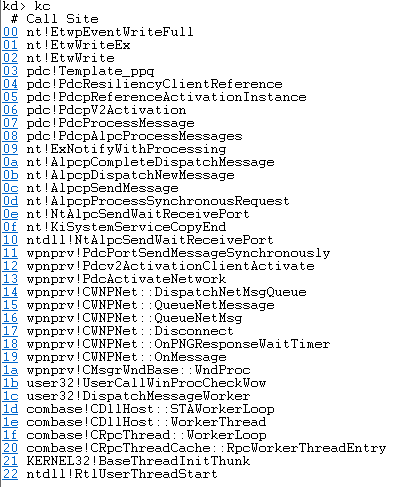 kd> kc
 # Call Site
00 nt!EtwpEventWriteFull
01 nt!EtwWriteEx
02 nt!EtwWrite
03 pdc!Template_ppq
04 pdc!PdcResiliencyClientReference
05 pdc!PdcpReferenceActivationInstance
06 pdc!PdcpV2Activation
07 pdc!PdcProcessMessage
08 pdc!PdcpAlpcProcessMessages
09 nt!ExNotifyWithProcessing
0a nt!AlpcpCompleteDispatchMessage
0b nt!AlpcpDispatchNewMessage
0c nt!AlpcpSendMessage
0d nt!AlpcpProcessSynchronousRequest
0e nt!NtAlpcSendWaitReceivePort
0f nt!KiSystemServiceCopyEnd
10 ntdll!NtAlpcSendWaitReceivePort
11 wpnprv!PdcPortSendMessageSynchronously
12 wpnprv!Pdcv2ActivationClientActivate
13 wpnprv!PdcActivateNetwork
14 wpnprv!CWNPNet::DispatchNetMsgQueue
15 wpnprv!CWNPNet::QueueNetMessage
16 wpnprv!CWNPNet::QueueNetMsg
17 wpnprv!CWNPNet::Disconnect
18 wpnprv!CWNPNet::OnPNGResponseWaitTimer
19 wpnprv!CWNPNet::OnMessage
1a wpnprv!CMsgrWndBase::WndProc
1b user32!UserCallWinProcCheckWow
1c user32!DispatchMessageWorker
1d combase!CDllHost::STAWorkerLoop
1e combase!CDllHost::WorkerThread
1f combase!CRpcThread::WorkerLoop
20 combase!CRpcThreadCache::RpcWorkerThreadEntry
21 KERNEL32!BaseThreadInitThunk
22 ntdll!RtlUserThreadStart